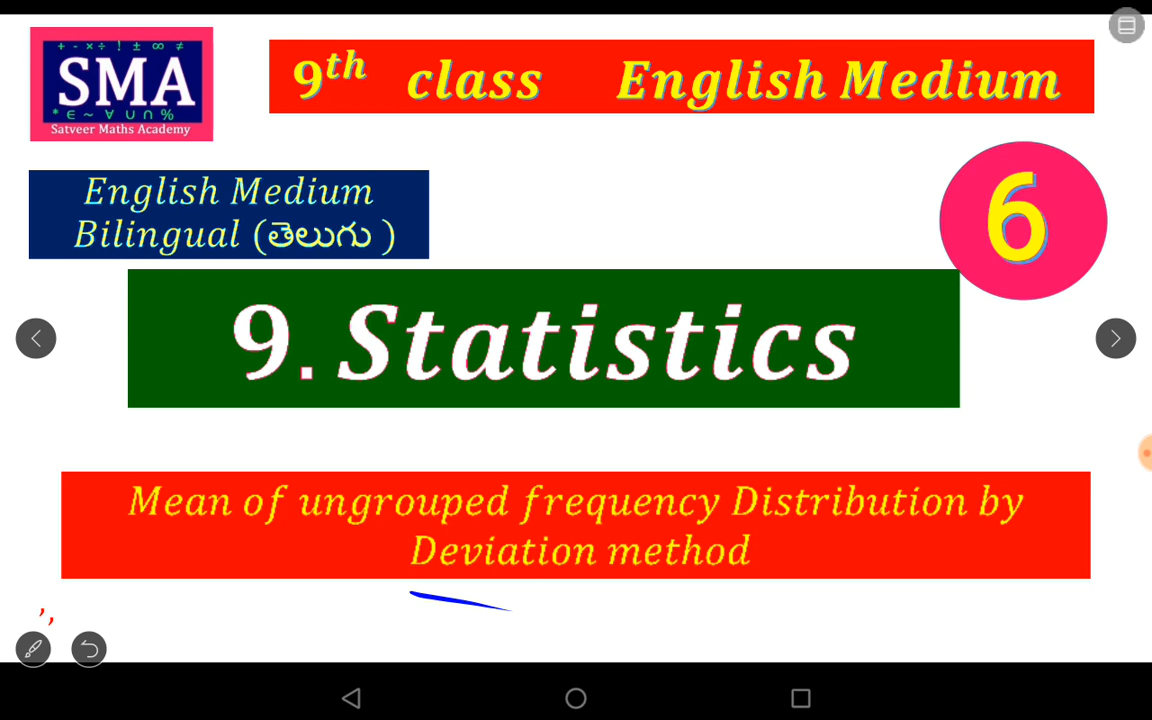 + - × ÷ ! ± ∞ ≠
SMA
* ∈ ~ ∀ ∪ ∩ %
Satveer Maths Academy
9th class English Medium
English Medium
Bilingual (తెలుగు )
6
9. Statistics
Mean of ungrouped frequency Distribution by
Deviation method
’,